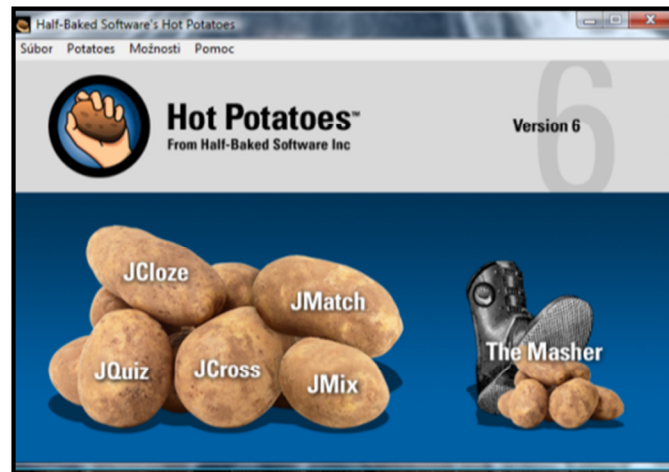 Half-Baked Software's Hot Potatoes
Súbor Potatoes Možnosti Pomoc
Hot Potatoes™
From Half-Baked Software Inc
Version 6
6
JCloze
JMatch
JQuiz
JCross
JMix
The Masher